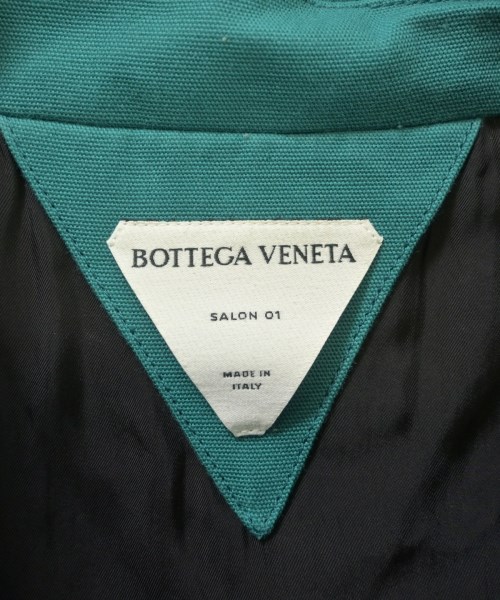 BOTTEGA VENETA
SALON 01
MADE IN
ITALY